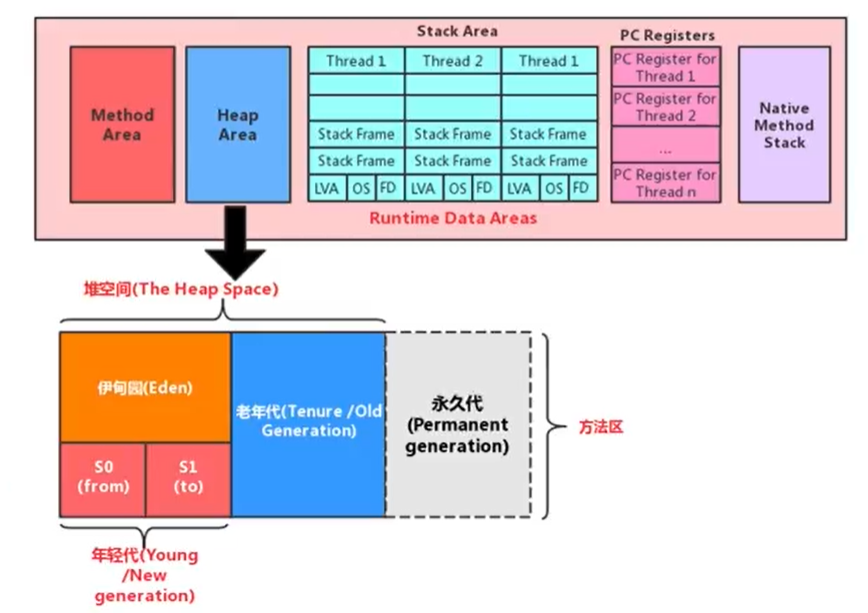 Stack Area
PC Registers
Method
Area
Heap
Area
Thread 1
Thread 2
Thread 1
Stack Frame
Stack Frame
Stack Frame
Stack Frame
Stack Frame
Stack Frame
LVA
OS
FD
LVA
OS
FD
LVA
OS
FD
PC Register for
Thread 1
PC Register for
Thread 2
...
PC Register for
Thread n
Native
Method
Stack
Runtime Data Areas
堆空间(The Heap Space)
伊甸园(Eden)
S0
(from)
S1
(to)
老年代(Tenure /Old
Generation)
永久代
(Permanent
generation)
方法区
年轻代(Young
/New
generation)